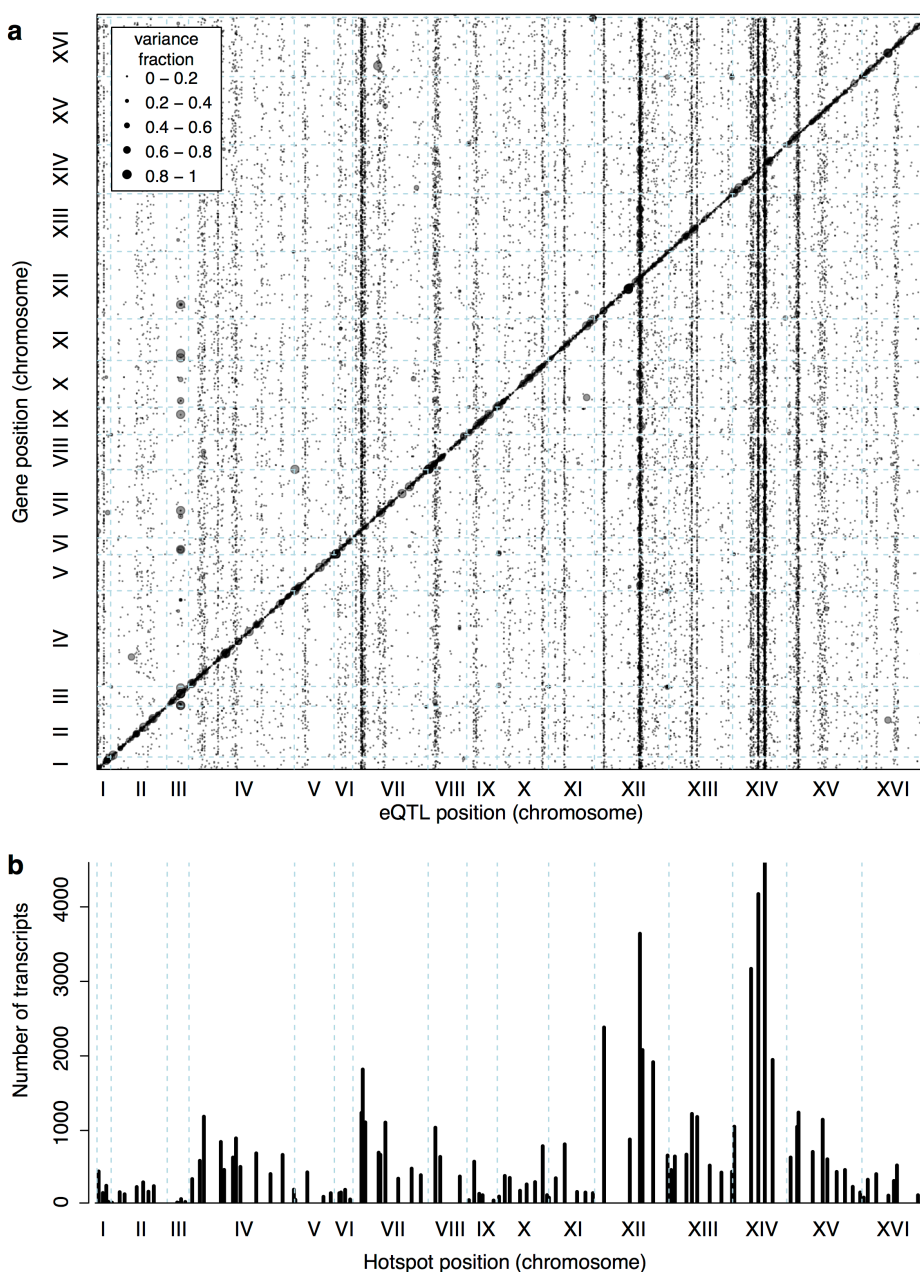 a
variance
fraction
0 – 0.2
0.2 – 0.4
0.4 – 0.6
0.6 – 0.8
0.8 – 1
Gene position (chromosome)
XVI
XV
XIV
XIII
XII
XI
X
IX
VIII
VII
VI
V
IV
III
II
I
I II III IV V VI VII VIII IX X XI XII XIII XIV XV XVI
eQTL position (chromosome)
b
Number of transcripts
4000
3000
2000
1000
0
I II III IV V VI VII VIII IX X XI XII XIII XIV XV XVI
Hotspot position (chromosome)